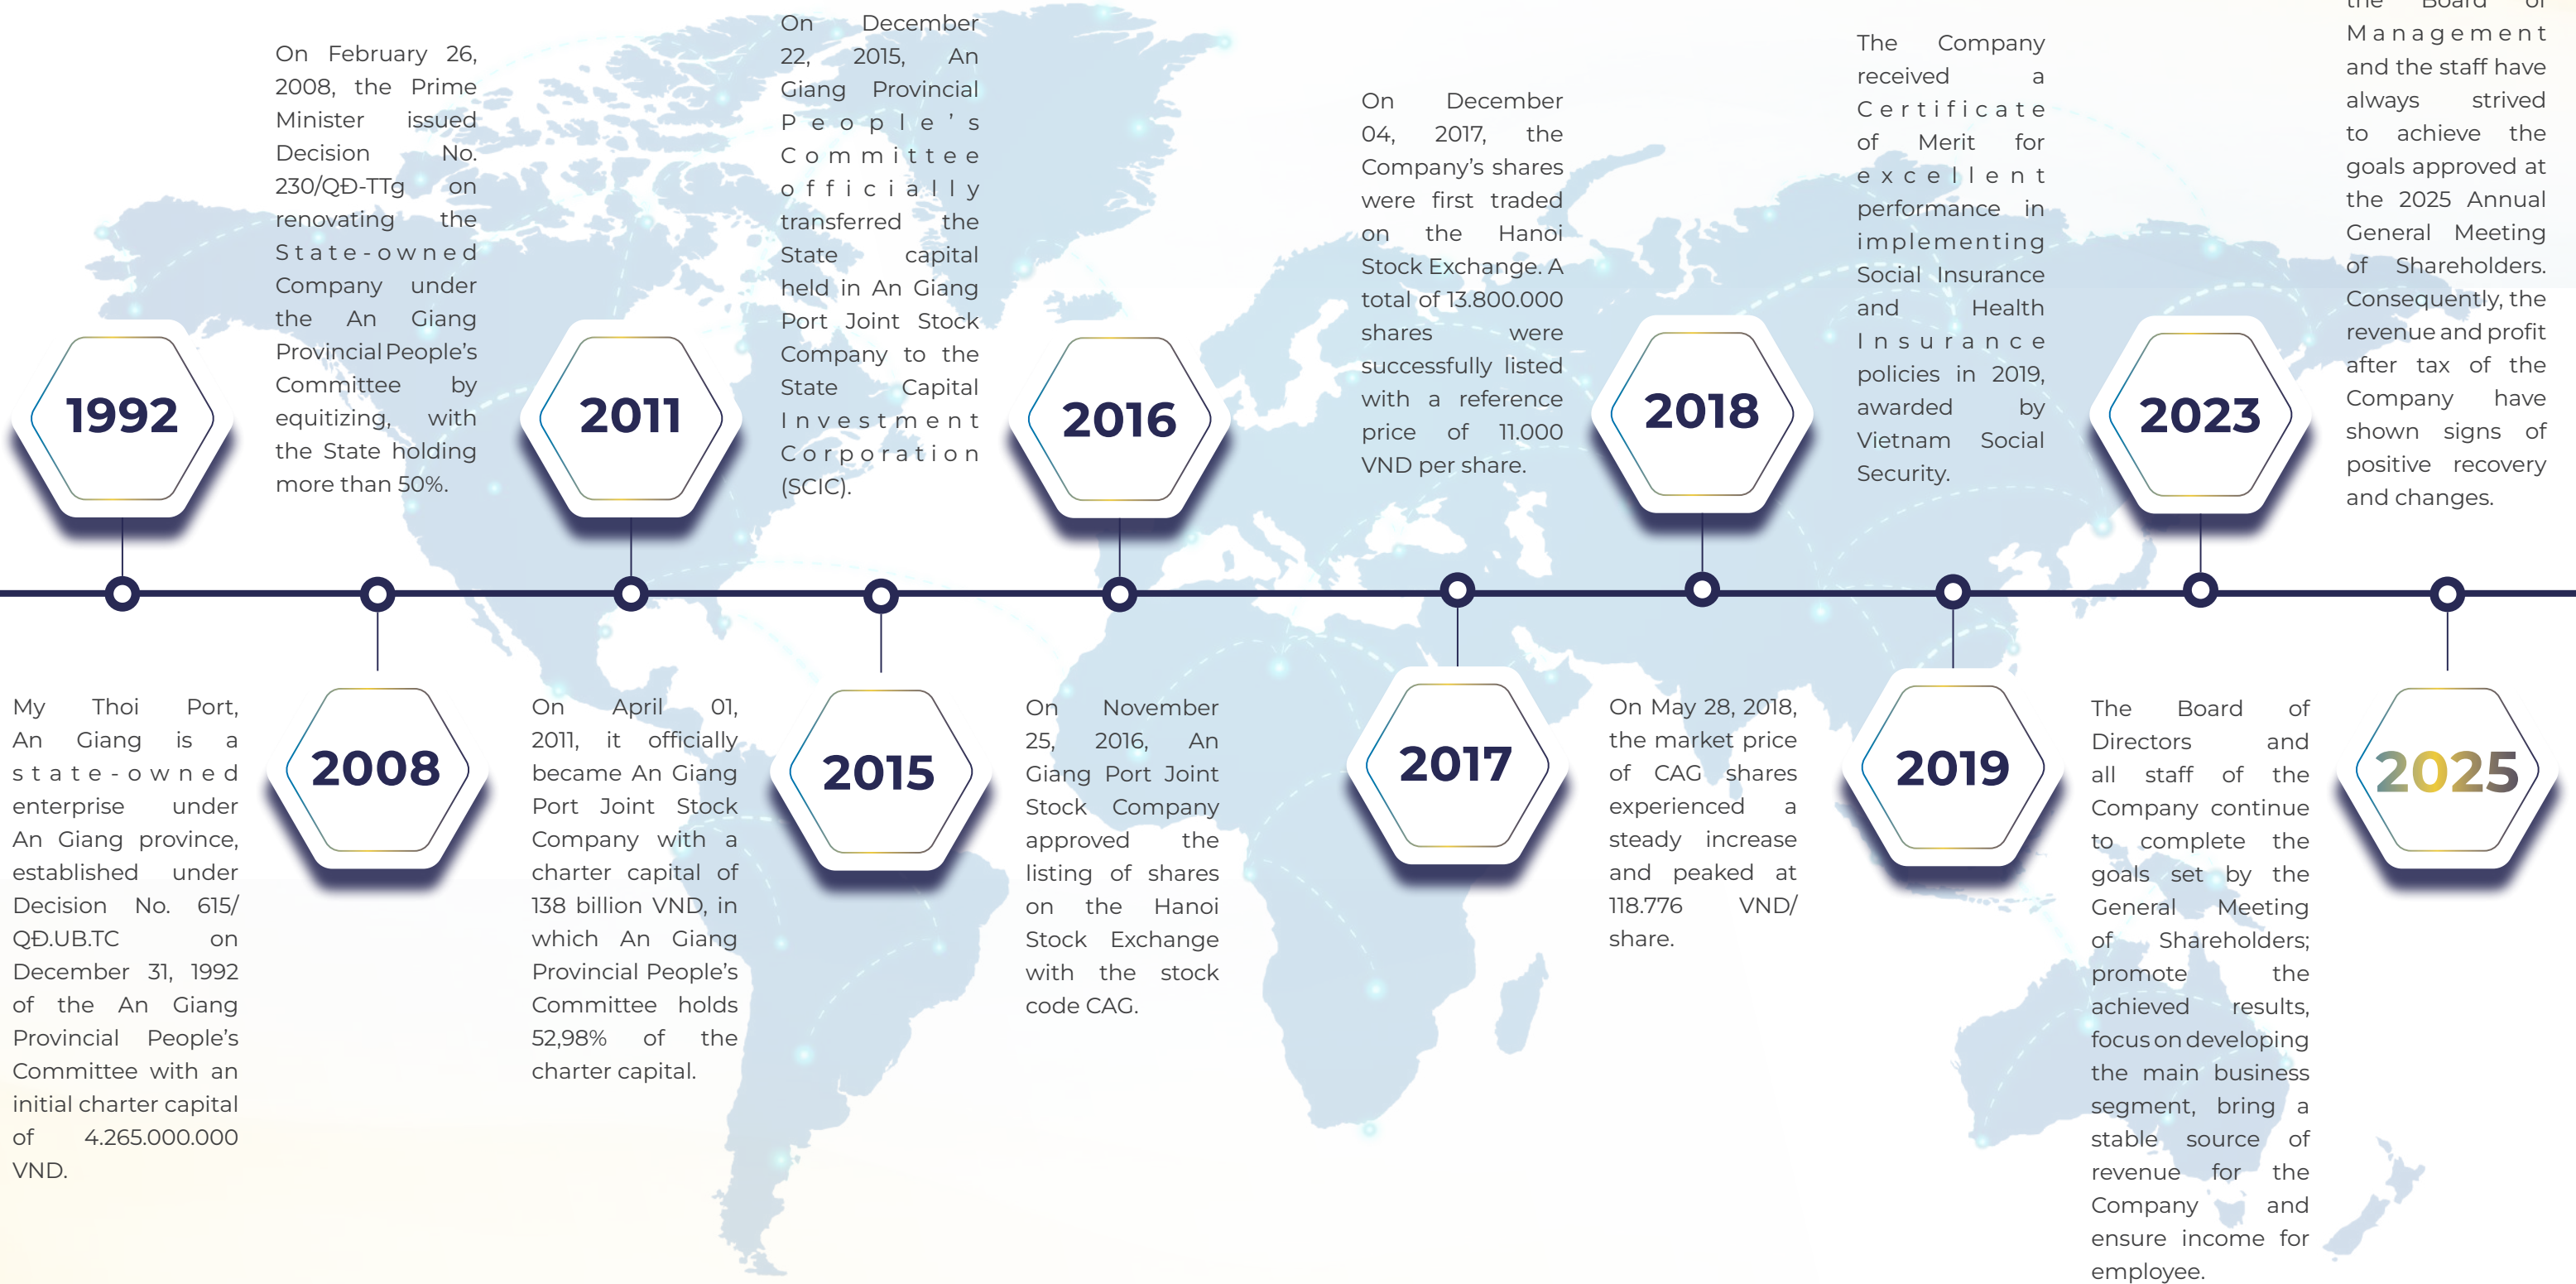 1992
My Thoi Port,
An Giang is a
state-owned
enterprise under
An Giang province,
established under
Decision No. 615/
QĐ.UB.TC on
December 31, 1992
of the An Giang
Provincial People’s
Committee with an
initial charter capital
of 4.265.000.000
VND.
On February 26,
2008, the Prime
Minister issued
Decision No.
230/QĐ-TTg on
renovating the
State-owned
Company under
the An Giang
Provincial People’s
Committee by
equitizing, with
the State holding
more than 50%.
2008
2011
On April 01,
2011, it officially
became An Giang
Port Joint Stock
Company with a
charter capital of
138 billion VND, in
which An Giang
Provincial People’s
Committee holds
52,98% of the
charter capital.
On December
22, 2015, An
Giang Provincial
People’s
Committee
officially
transferred the
State capital
held in An Giang
Port Joint Stock
Company to the
State Capital
Investment
Corporation
(SCIC).
2015
2016
On November
25, 2016, An
Giang Port Joint
Stock Company
approved the
listing of shares
on the Hanoi
Stock Exchange
with the stock
code CAG.
On December
04, 2017, the
Company’s shares
were first traded
on the Hanoi
Stock Exchange. A
total of 13.800.000
shares were
successfully listed
with a reference
price of 11.000
VND per share.
2017
2018
On May 28, 2018,
the market price
of CAG shares
experienced a
steady increase
and peaked at
118.776 VND/
share.
The Company
received a
Certificate
of Merit for
excellent
performance in
implementing
Social Insurance
and Health
Insurance
policies in 2019,
awarded by
Vietnam Social
Security.
2019
2023
The Board of
Directors and
all staff of the
Company continue
to complete the
goals set by the
General Meeting
of Shareholders;
promote the
achieved results,
focus on developing
the main business
segment, bring a
stable source of
revenue for the
Company and
ensure income for
employee.
the Board of
Management
and the staff have
always strived
to achieve the
goals approved at
the 2025 Annual
General Meeting
of Shareholders.
Consequently, the
revenue and profit
after tax of the
Company have
shown signs of
positive recovery
and changes.
2025